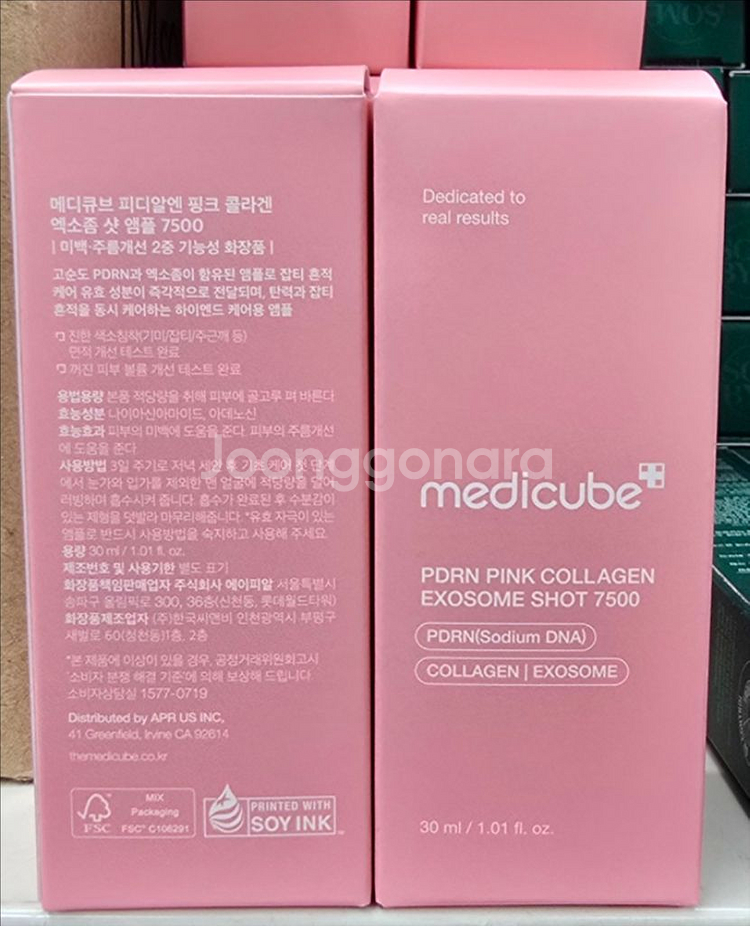 메디큐브 피디알엔 핑크 콜라겐
엑소좀 샷 앰플 7500
| 미백·주름개선 2중 기능성 화장품 |
고순도 PDRN과 엑소좀이 함유된 앰플로 잡티 흔적
케어 유효 성분이 즉각적으로 전달되며, 탄력과 잡티
흔적을 동시 케어하는 하이엔드 케어용 앰플
진한 색소침착(기미/잡티/주근깨 등)
면적 개선 테스트 완료
꺼진 피부 볼륨 개선 테스트 완료
용법용량 본품 적당량을 취해 피부에 골고루 펴 바른다
효능성분 나이아신아마이드, 아데노신
효능효과 피부의 미백에 도움을 준다. 피부의 주름개선
에 도움을 준다.
사용방법 3일 주기로 저녁 세안 후, 기초 케어 첫 단계
에서 눈가와 입가를 제외한 맨 얼굴에 적당량을 덜어
러빙하며 흡수시켜 줍니다. 흡수가 완료된 후 수분감이
있는 제형을 덧발라 마무리해줍니다. *유효 자극이 있는
앰플로 반드시 사용방법을 숙지하고 사용해 주세요.
용량 30 ml / 1.01 fl. oz.
제조번호 및 사용기한 별도 표기
화장품책임판매업자 주식회사 에이피알 서울특별시
송파구 올림픽로 300, 36층(신천동, 롯데월드타워)
화장품제조업자 (주)한국씨앤비 인천광역시 부평구
새벌로 60(청천동)1층, 2층
*본 제품에 이상이 있을 경우, 공정거래위원회고시
'소비자 분쟁 해결 기준'에 의해 보상해 드립니다.
소비자상담실 1577-0719
Distributed by APR US INC,
41 Greenfield, Irvine CA 92614
themedicube.co.kr
FSC
MIX
Packaging
FSC® C106291
PRINTED WITH
SOY INK™
Dedicated to
real results
medicube
PDRN PINK COLLAGEN
EXOSOME SHOT 7500
PDRN(Sodium DNA)
COLLAGEN | EXOSOME
30 ml / 1.01 fl. oz.
joonggonara